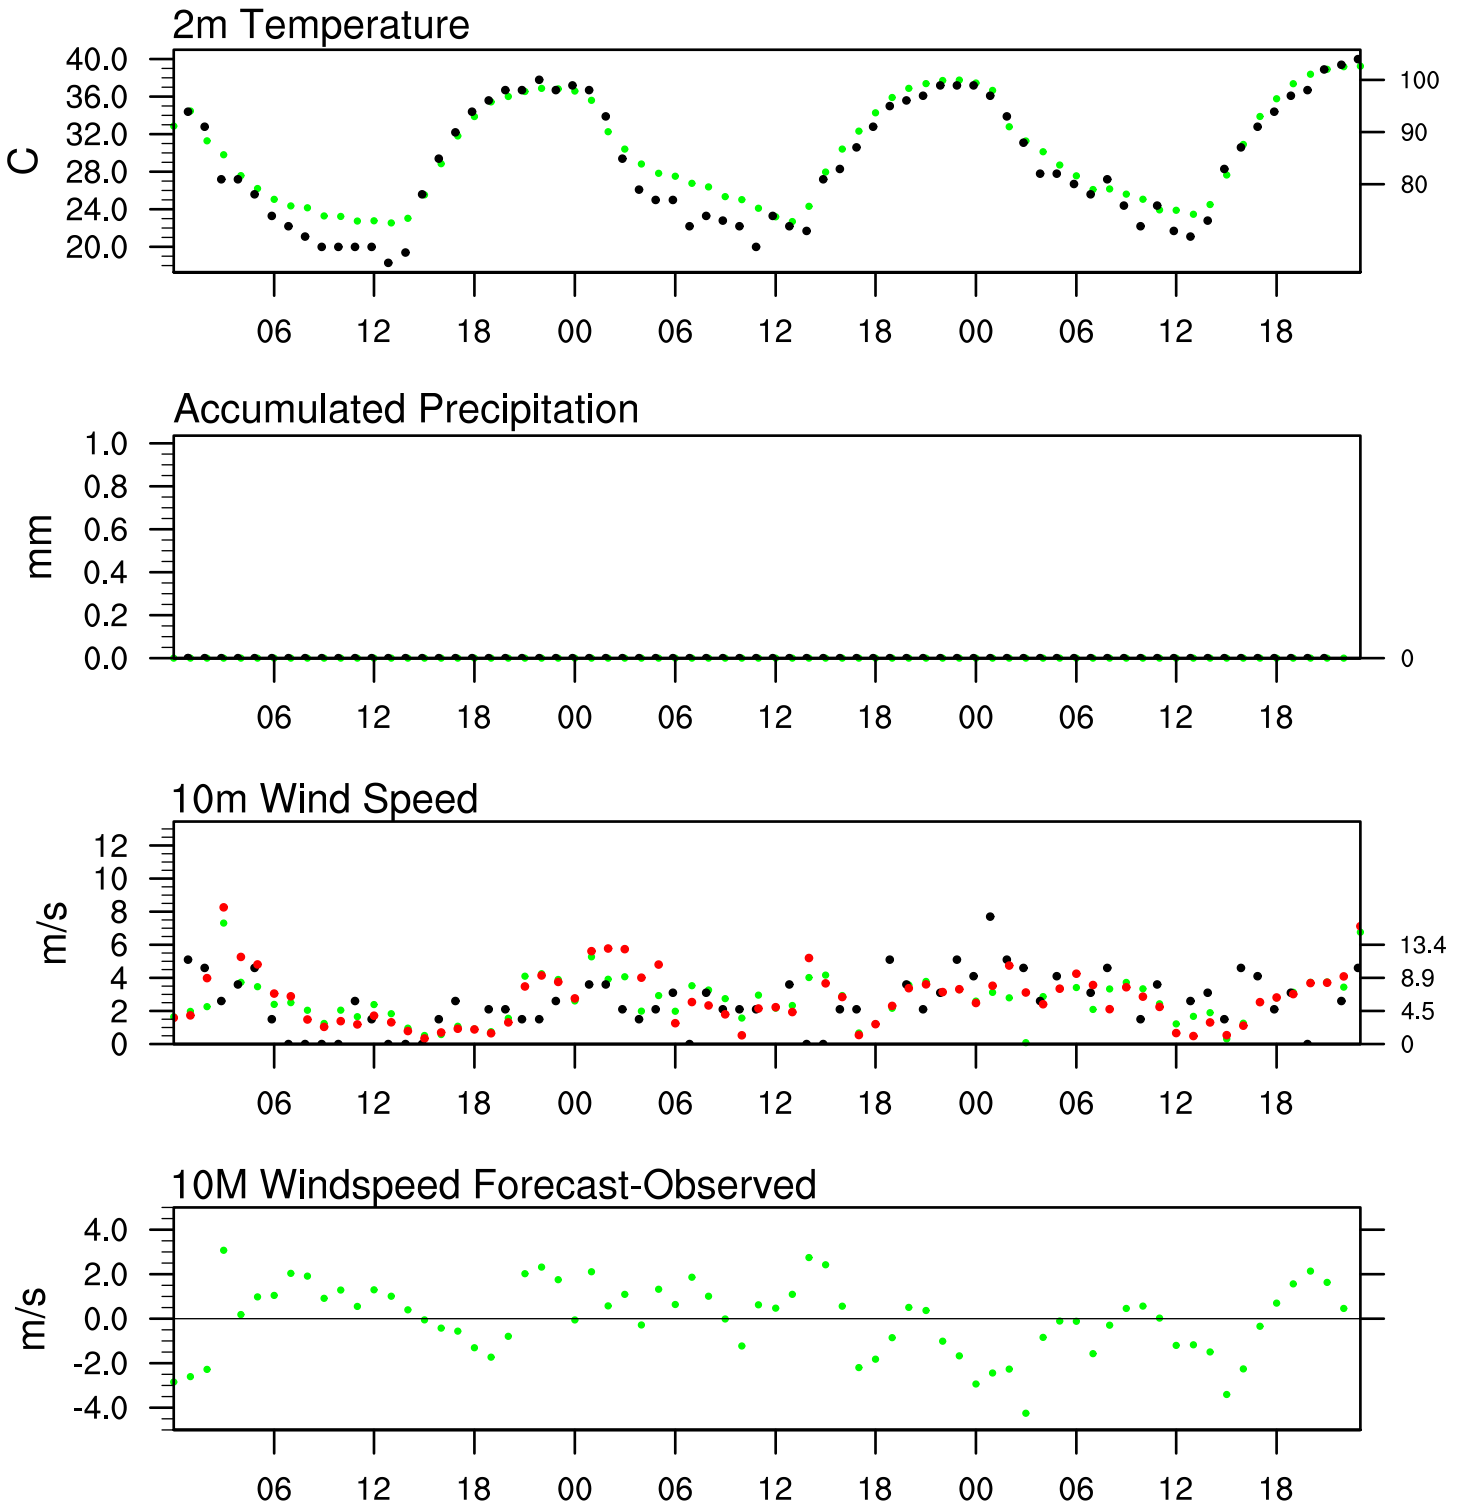 2m Temperature
40.0
36.0
32.0
28.0
24.0
20.0
C
100
90
80
06 12 18 00 06 12 18 00 06 12 18
Accumulated Precipitation
1.0
0.8
0.6
0.4
0.2
0.0
mm
0
06 12 18 00 06 12 18 00 06 12 18
10m Wind Speed
12
10
8
6
4
2
0
m/s
13.4
8.9
4.5
0
06 12 18 00 06 12 18 00 06 12 18
10M Windspeed Forecast-Observed
4.0
2.0
0.0
-2.0
-4.0
m/s
06 12 18 00 06 12 18 00 06 12 18